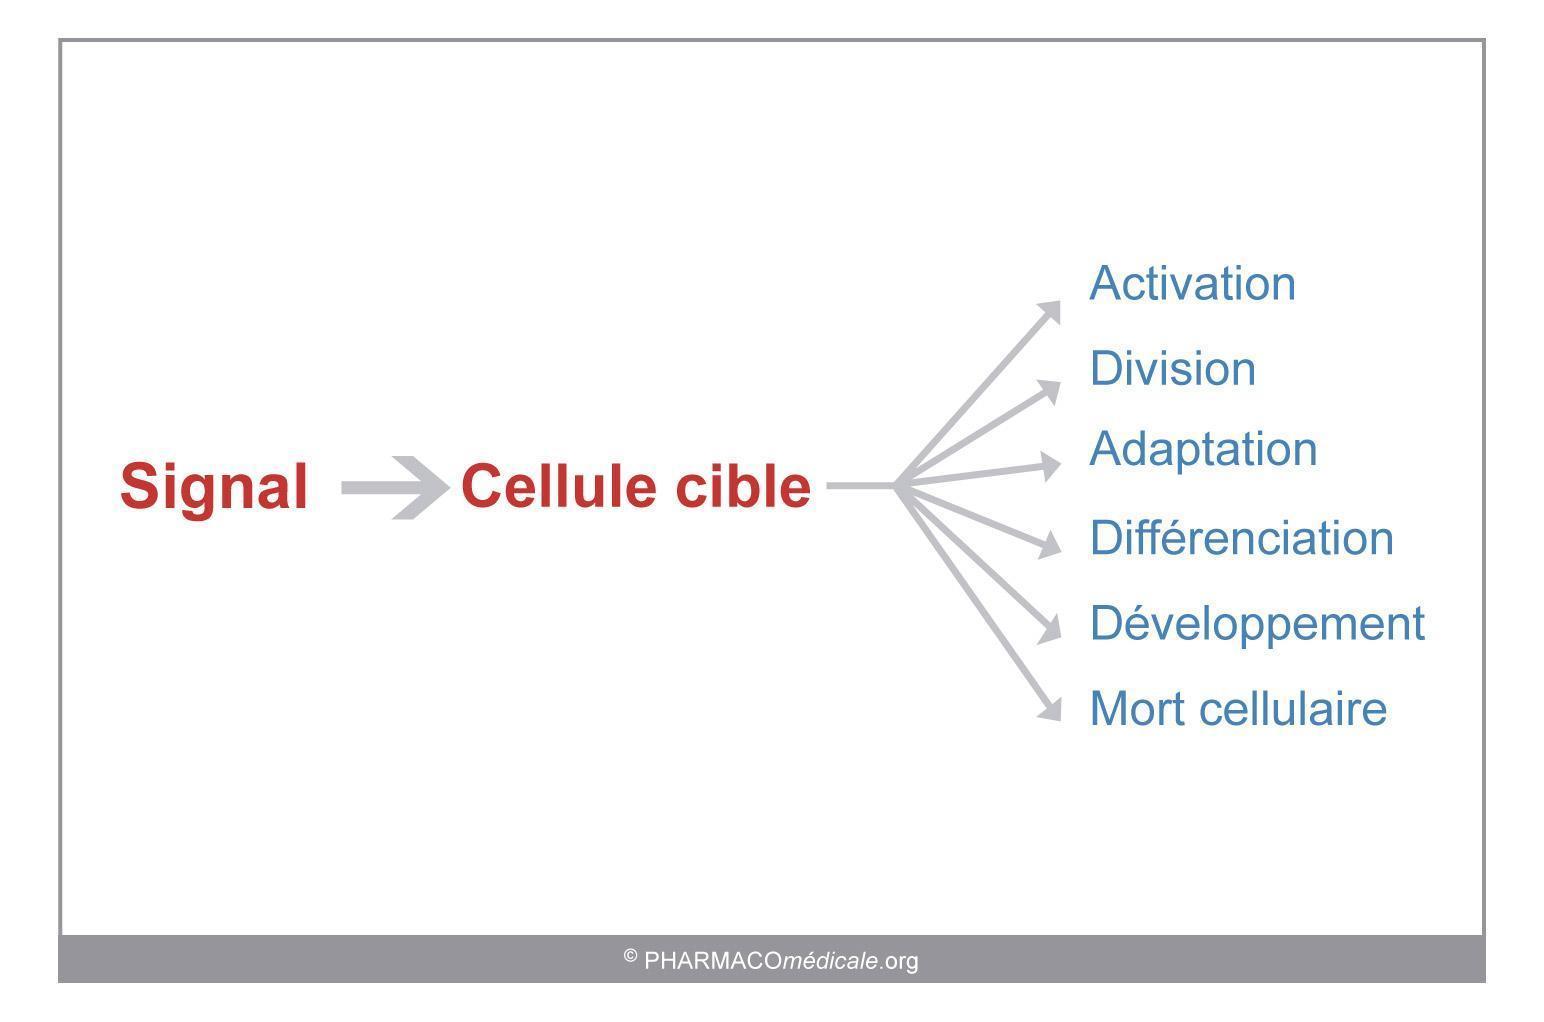 Activation
Division
Adaptation
Signal
Cellule cible
Différenciation
Développement
Mort cellulaire
© PHARMACOmédicale.org